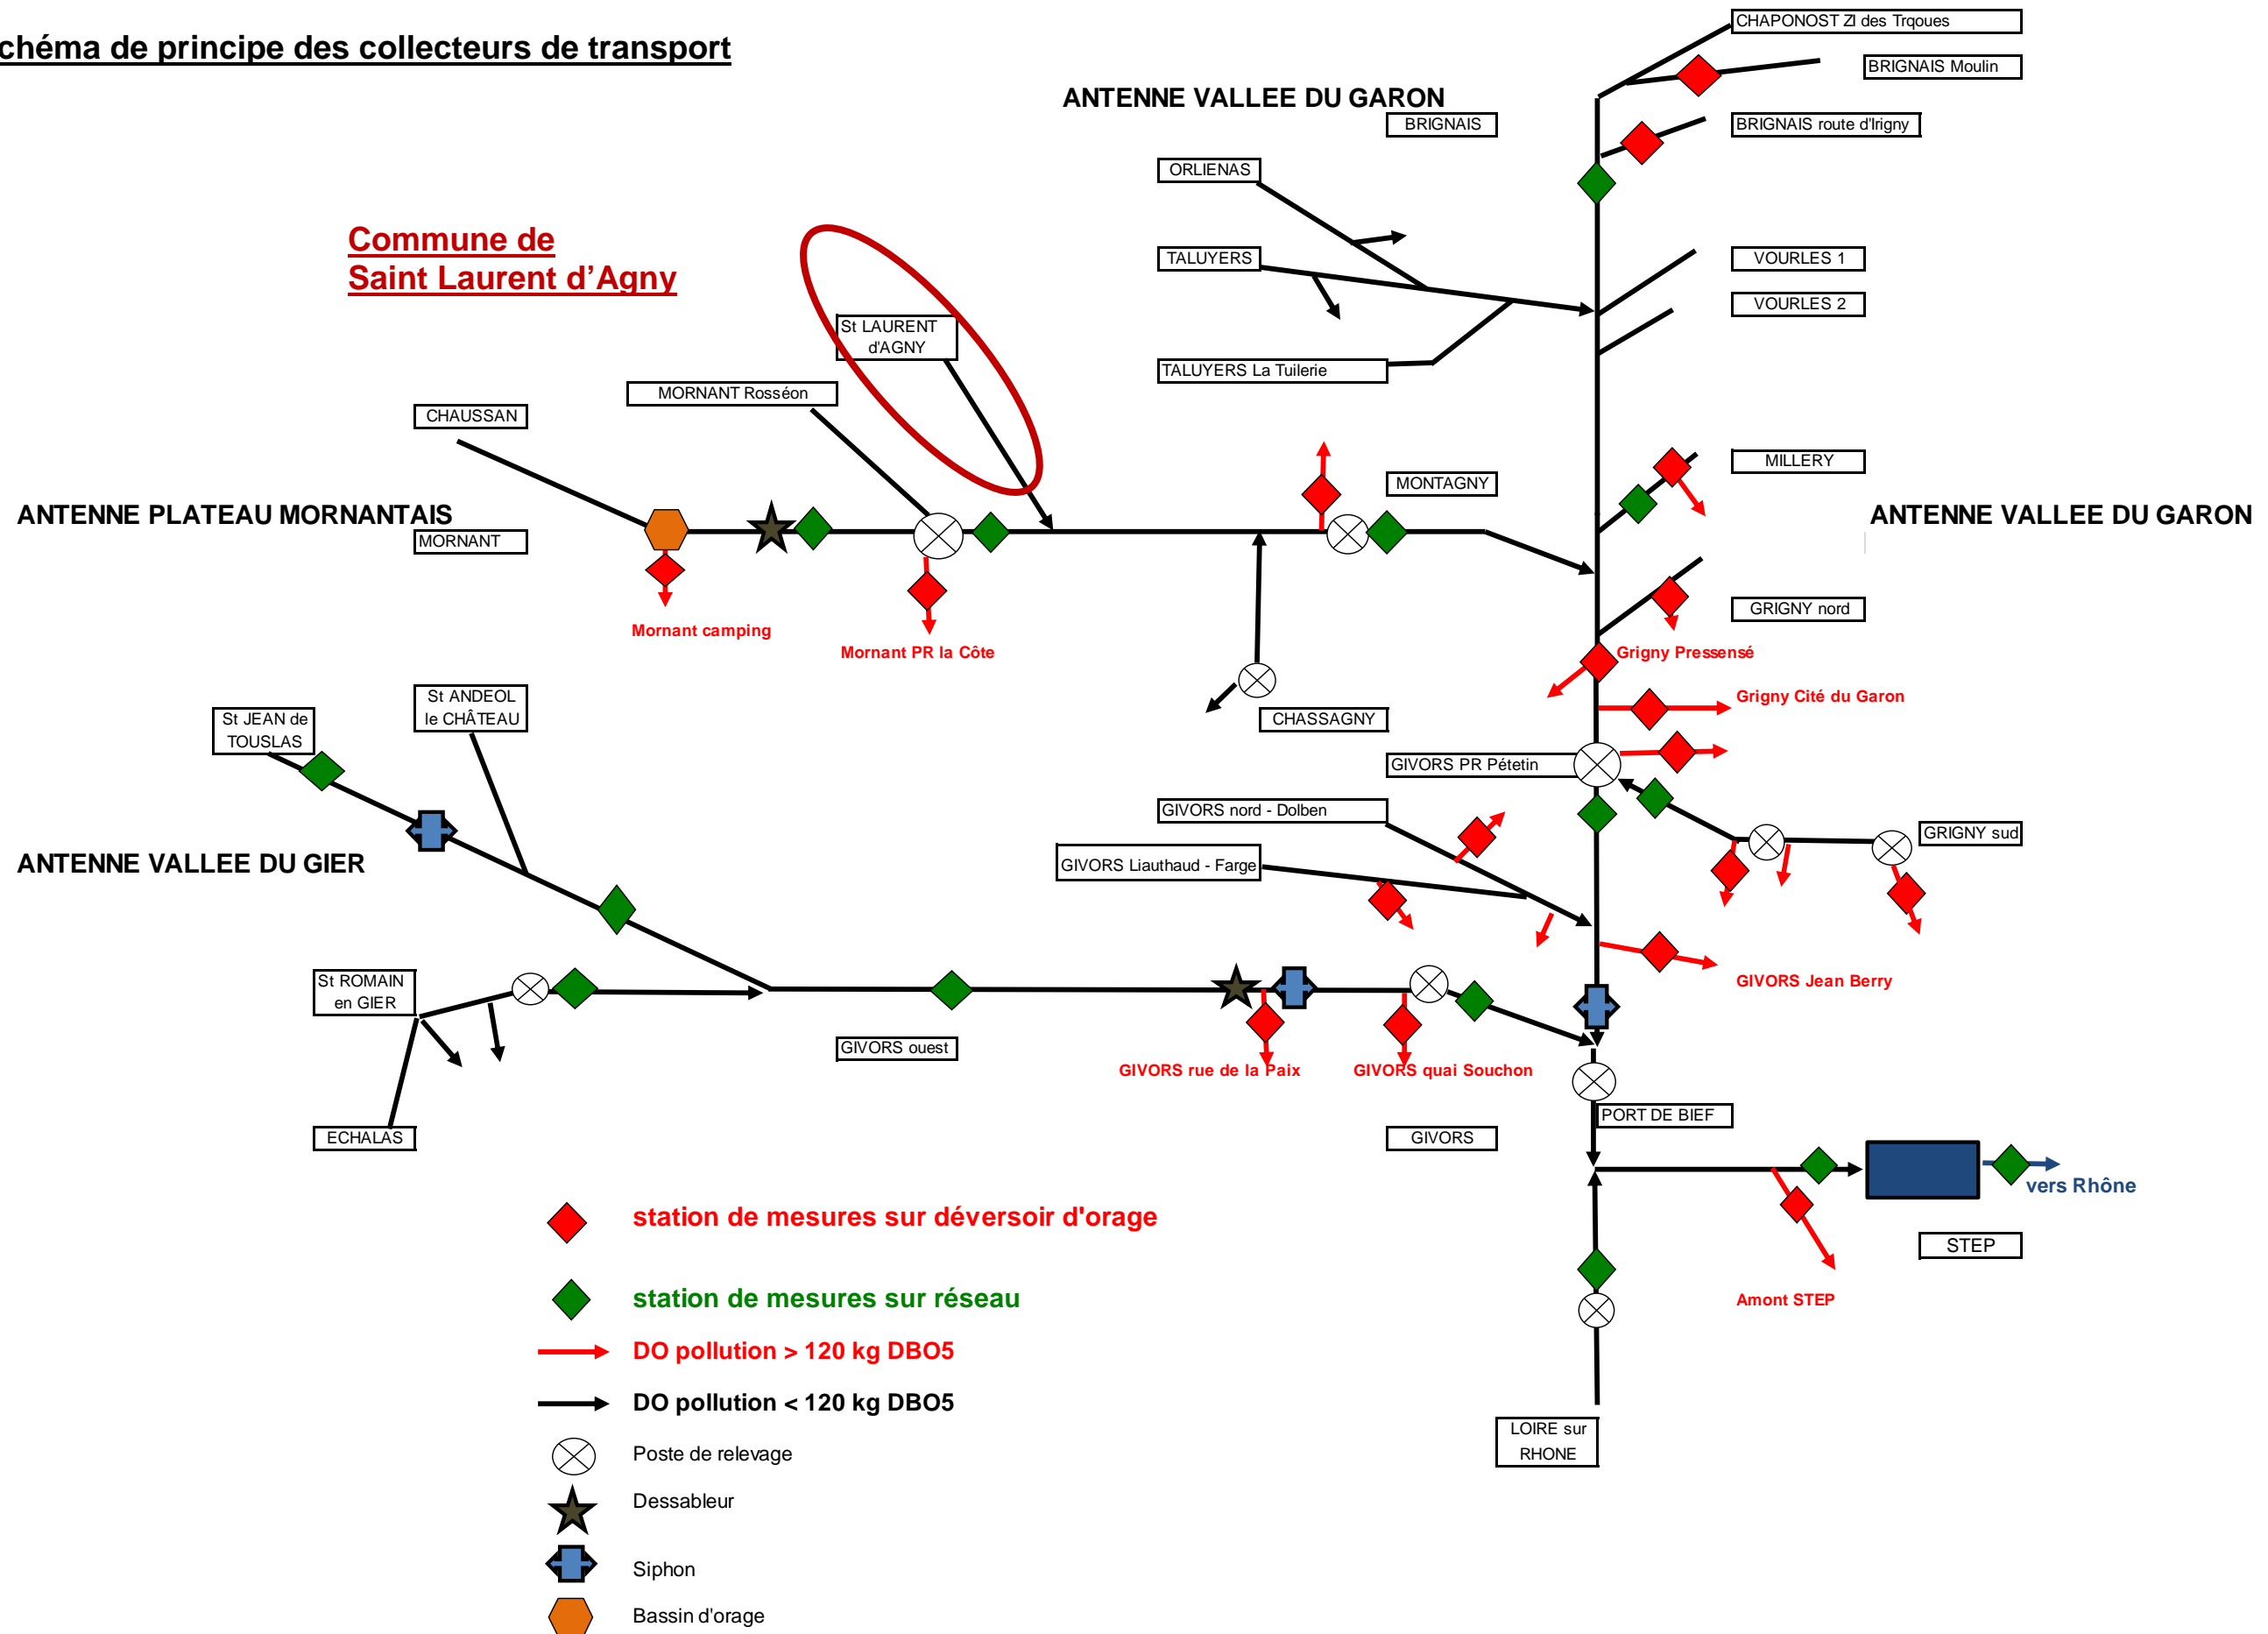 chéma de principe des collecteurs de transport
CHAPONOST ZI des Trqoues
BRIGNAIS Moulin
ANTENNE VALLEE DU GARON
BRIGNAIS
BRIGNAIS route d'Irigny
ORLIENAS
Commune de
Saint Laurent d’Agny
TALUYERS
VOURLES 1
VOURLES 2
St LAURENT
d'AGNY
TALUYERS La Tuilerie
MORNANT Rosséon
CHAUSSAN
MILLERY
MONTAGNY
ANTENNE PLATEAU MORNANTAIS
ANTENNE VALLEE DU GARON
MORNANT
GRIGNY nord
Mornant camping
Mornant PR la Côte
Grigny Pressensé
Grigny Cité du Garon
St ANDEOL
le CHÂTEAU
St JEAN de
TOUSLAS
CHASSAGNY
GIVORS PR Pétetin
GIVORS nord - Dolben
GRIGNY sud
ANTENNE VALLEE DU GIER
GIVORS Liauthaud - Farge
St ROMAIN
en GIER
GIVORS Jean Berry
GIVORS ouest
GIVORS rue de la Paix
GIVORS quai Souchon
PORT DE BIEF
ECHALAS
GIVORS
vers Rhône
station de mesures sur déversoir d'orage
STEP
station de mesures sur réseau
Amont STEP
DO pollution > 120 kg DBO5
DO pollution < 120 kg DBO5
LOIRE sur
RHONE
Poste de relevage
Dessableur
Siphon
Bassin d'orage